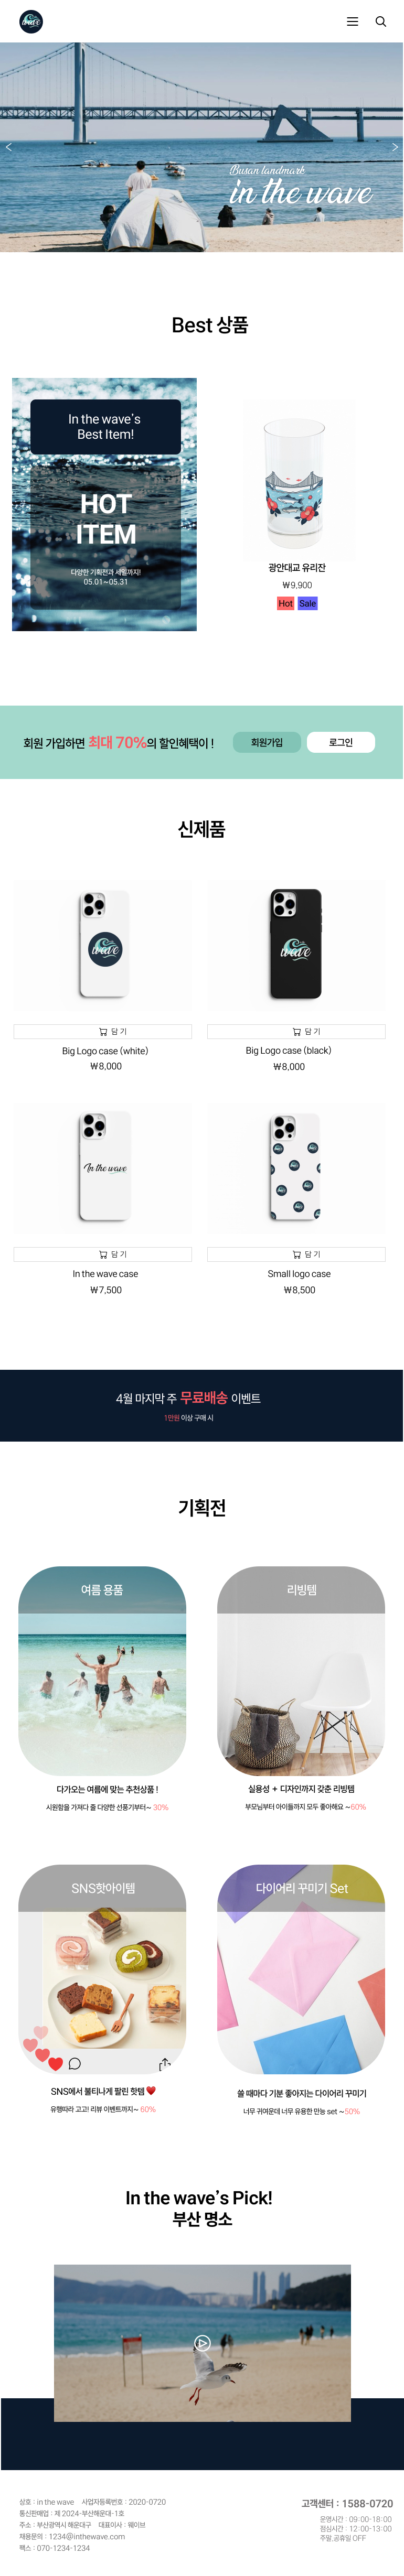 wave
Busan landmark
in the wave
Best 상품
In the wave's
Best Item!
HOT
ITEM
다양한 기획전과 세일까지!
05.01~05.31
광안대교 유리잔
₩9,900
Hot Sale
회원 가입하면 최대 70%의 할인혜택이 !
회원가입
로그인
신제품
wave
wave
담 기
담 기
Big Logo case (white)
₩8,000
Big Logo case (black)
₩8,000
In the wave
담 기
담 기
In the wave case
₩7,500
Small logo case
₩8,500
4월 마지막 주 무료배송 이벤트
1만원 이상 구매 시
기획전
여름 용품
다가오는 여름에 맞는 추천상품 !
시원함을 가져다 줄 다양한 선풍기부터~ 30%
리빙템
실용성 + 디자인까지 갖춘 리빙템
부모님부터 아이들까지 모두 좋아해요 ~60%
SNS핫아이템
SNS에서 불티나게 팔린 핫템
유행따라 고고! 리뷰 이벤트까지~ 60%
다이어리 꾸미기 Set
쓸 때마다 기분 좋아지는 다이어리 꾸미기
너무 귀여운데 너무 유용한 만능 set ~50%
In the wave's Pick!
부산 명소
상호 : in the wave 사업자등록번호 : 2020-0720
통신판매업 : 제 2024-부산해운대-1호
주소 : 부산광역시 해운대구 대표이사 : 웨이브
채용문의 : 1234@inthewave.com
팩스 : 070-1234-1234
고객센터 : 1588-0720
운영시간 : 09:00-18:00
점심시간 : 12:00-13:00
주말,공휴일 OFF